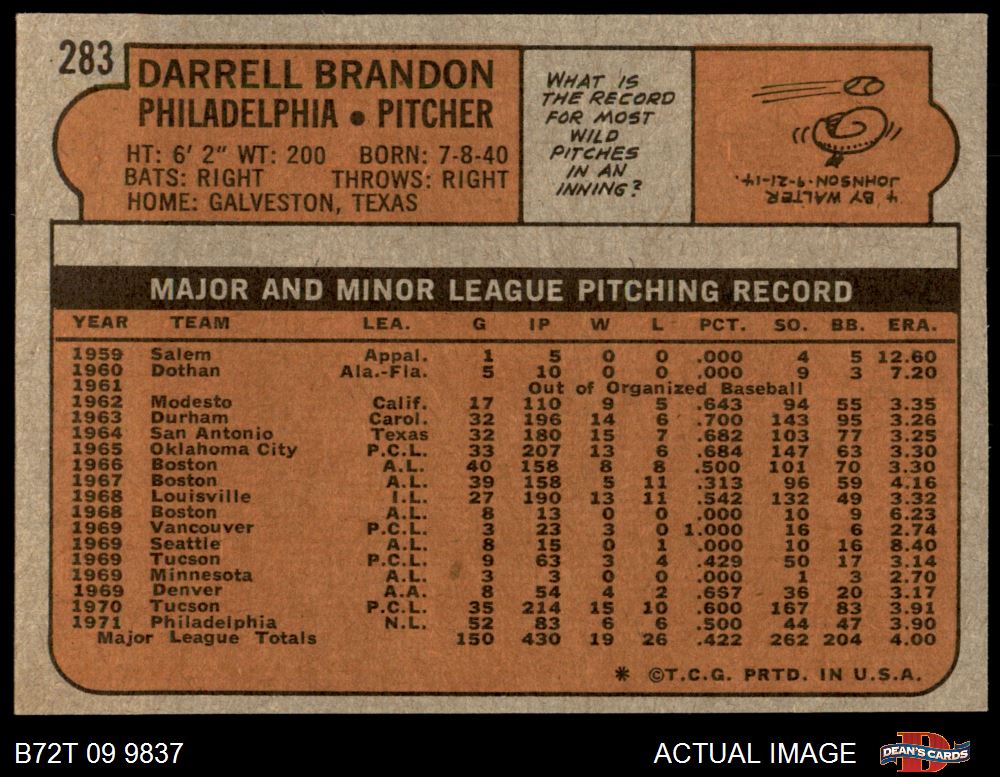 283
DARRELL BRANDON
PHILADELPHIA • PITCHER
HT: 6' 2" WT: 200 BORN: 7-8-40
BATS: RIGHT THROWS: RIGHT
HOME: GALVESTON, TEXAS
WHAT IS
THE RECORD
FOR MOST
WILD
PITCHES
IN AN
INNING?
4 BY WALTER
JOHNSON-9-21-14.
MAJOR AND MINOR LEAGUE PITCHING RECORD
YEAR TEAM LEA. G IP W L PCT. SO. BB. ERA.
1959 Salem Appal. 1 5 0 0 .000 4 5 12.60
1960 Dothan Ala.-Fla. 5 10 0 0 .000 9 3 7.20
1961 Out of Organized Baseball
1962 Modesto Calif. 17 110 9 5 .643 94 55 3.35
1963 Durham Carol. 32 196 14 6 .700 143 95 3.26
1964 San Antonio Texas 32 180 15 7 .682 103 77 3.25
1965 Oklahoma City P.C.L. 33 207 13 6 .684 147 63 3.30
1966 Boston A.L. 40 158 8 8 .500 101 70 3.30
1967 Boston A.L. 39 158 5 11 .313 96 59 4.16
1968 Louisville I.L. 27 190 13 11 .542 132 49 3.32
1968 Boston A.L. 8 13 0 0 .000 10 9 6.23
1969 Vancouver P.C.L. 3 23 3 0 1.000 16 6 2.74
1969 Seattle A.L. 8 15 0 1 .000 10 16 8.40
1969 Tucson P.C.L. 9 63 3 4 .429 50 17 3.14
1969 Minnesota A.L. 3 3 0 0 .000 1 3 2.70
1969 Denver A.A. 8 54 4 2 .667 36 20 3.17
1970 Tucson P.C.L. 35 214 15 10 .600 167 83 3.91
1971 Philadelphia N.L. 52 83 6 6 .500 44 47 3.90
Major League Totals 150 430 19 26 .422 262 204 4.00
* ©T.C.G. PRTD. IN U.S.A.
B72T 09 9837
ACTUAL IMAGE
DEAN'S CARDS